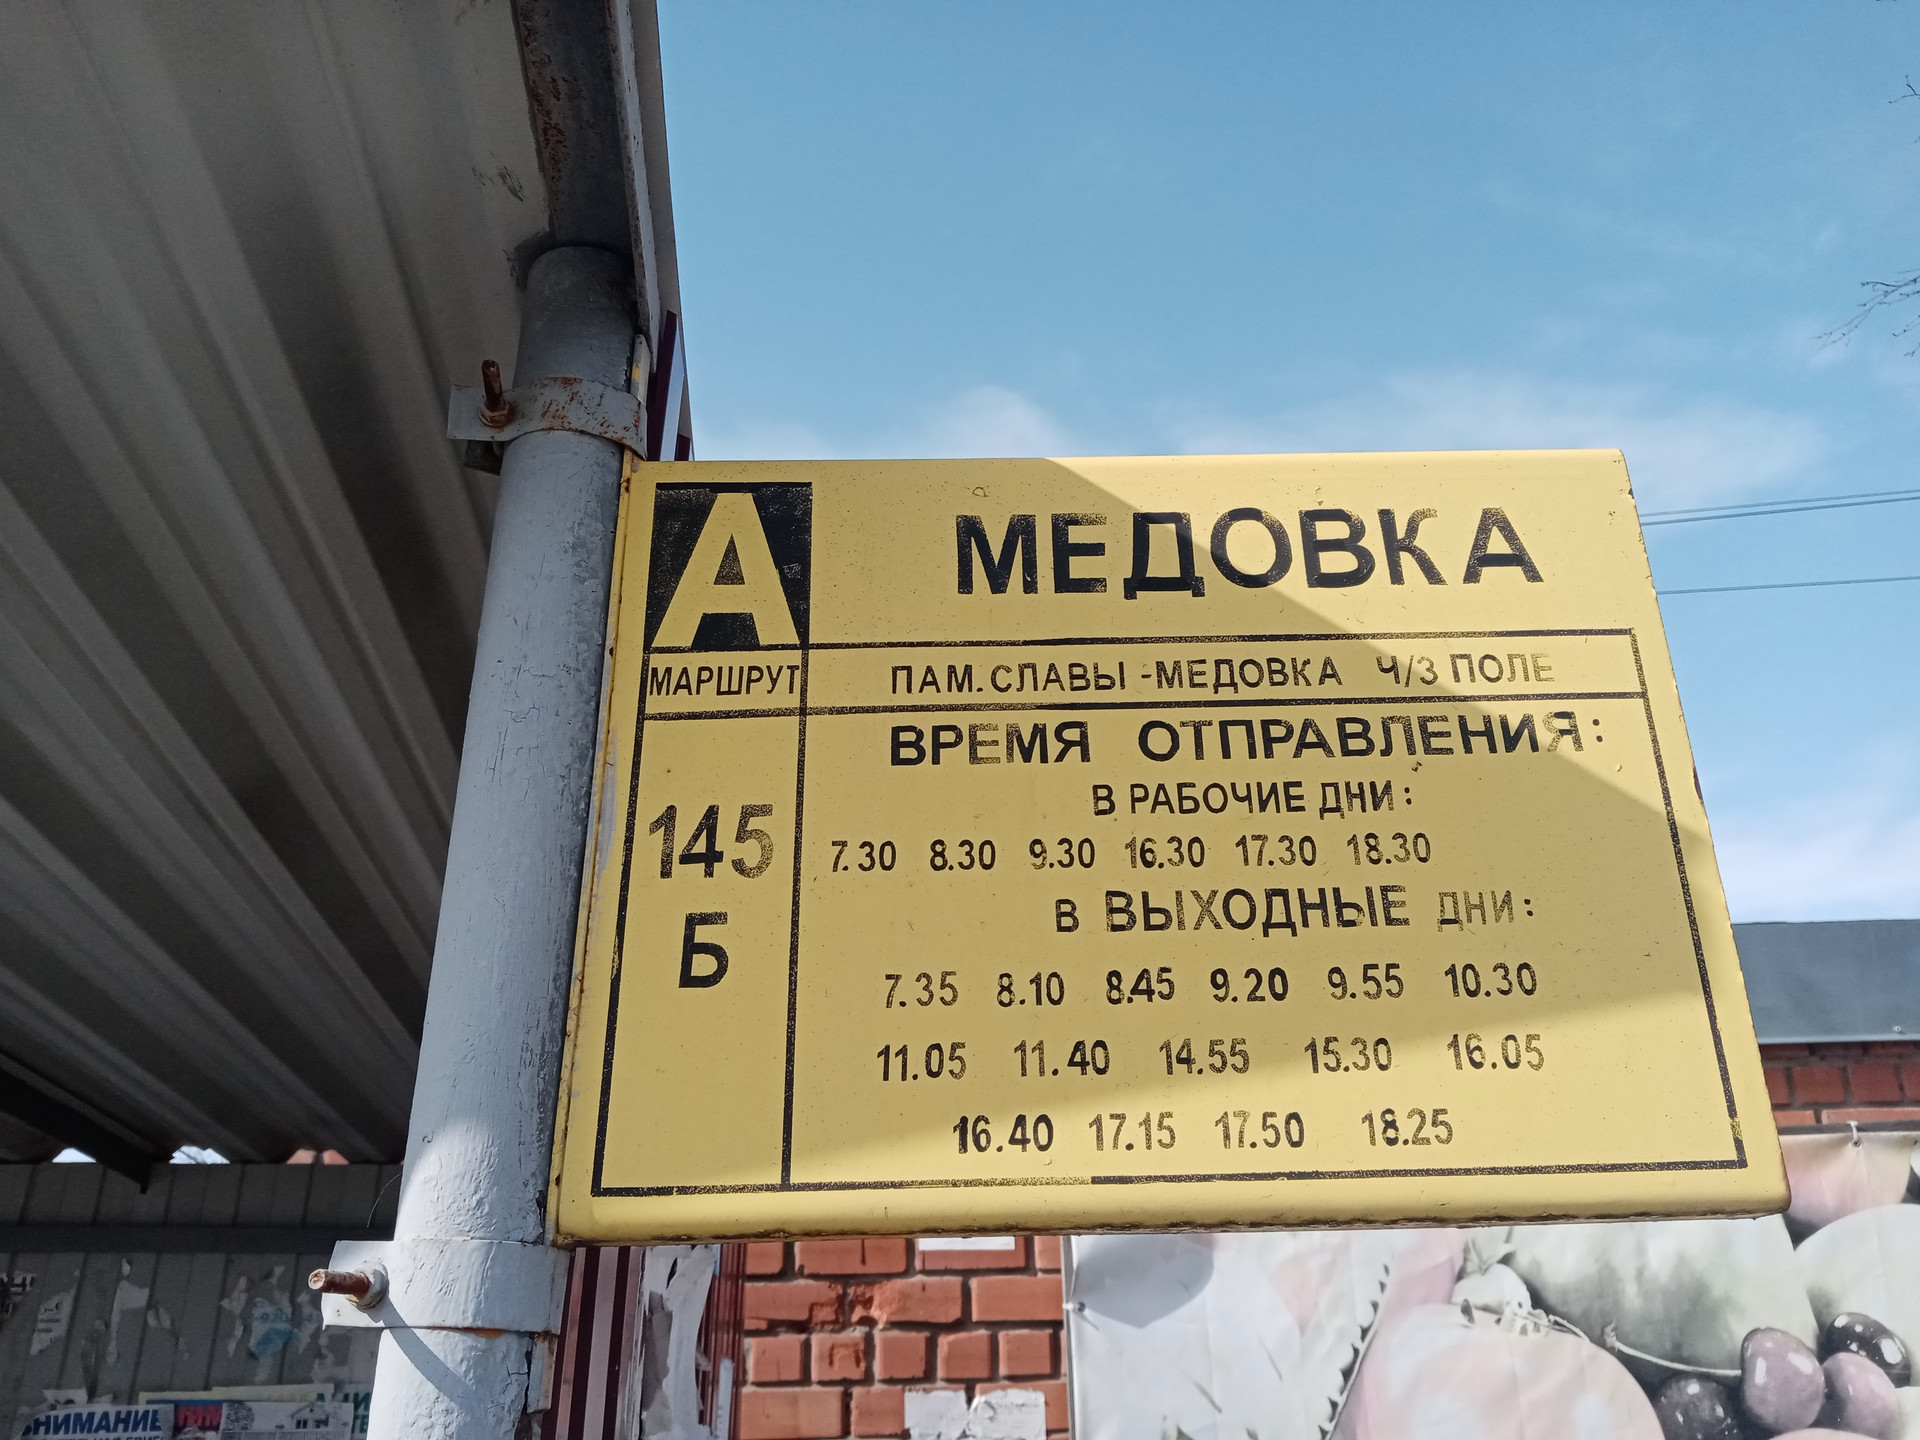 А
МЕДОВКА
МАРШРУТ
ПАМ.СЛАВЫ -МЕДОВКА Ч/З ПОЛЕ
145
Б
ВРЕМЯ ОТПРАВЛЕНИЯ:
В РАБОЧИЕ ДНИ:
7.30 8.30 9.30 16.30 17.30 18.30
В ВЫХОДНЫЕ ДНИ:
7.35 8.10 8.45 9.20 9.55 10.30
11.05 11.40 14.55 15.30 16.05
16.40 17.15 17.50 18.25
ВНИМАНИЕ